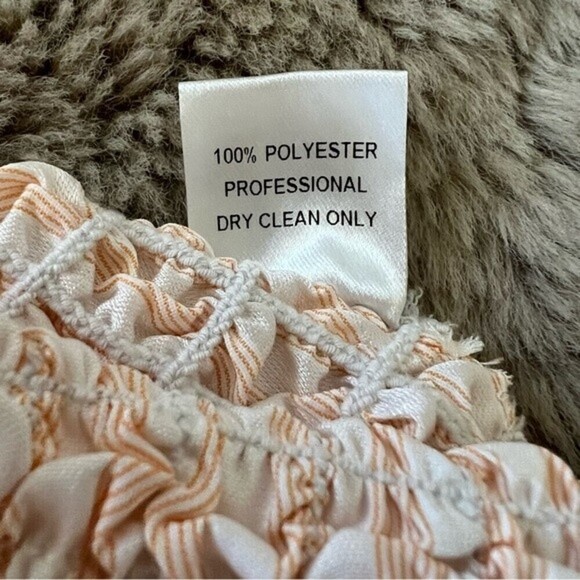 100% POLYESTER
PROFESSIONAL
DRY CLEAN ONLY